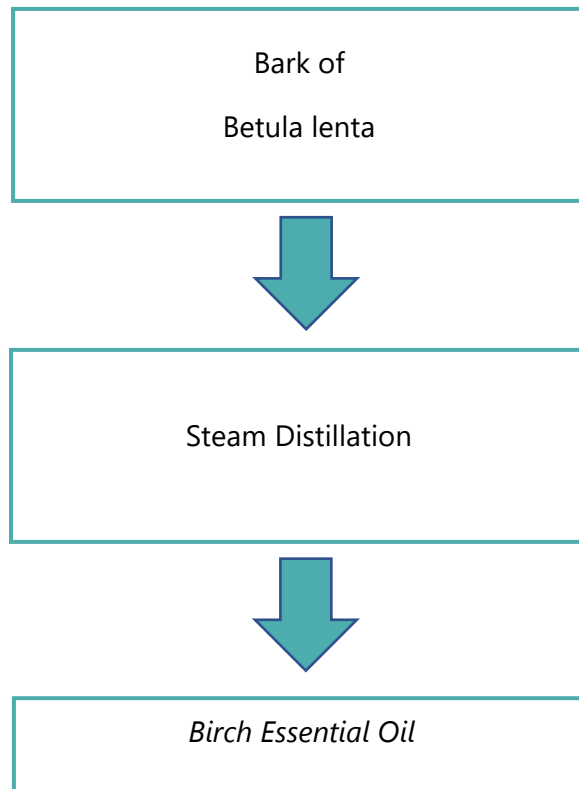 Bark of
Betula lenta
Steam Distillation
Birch Essential Oil